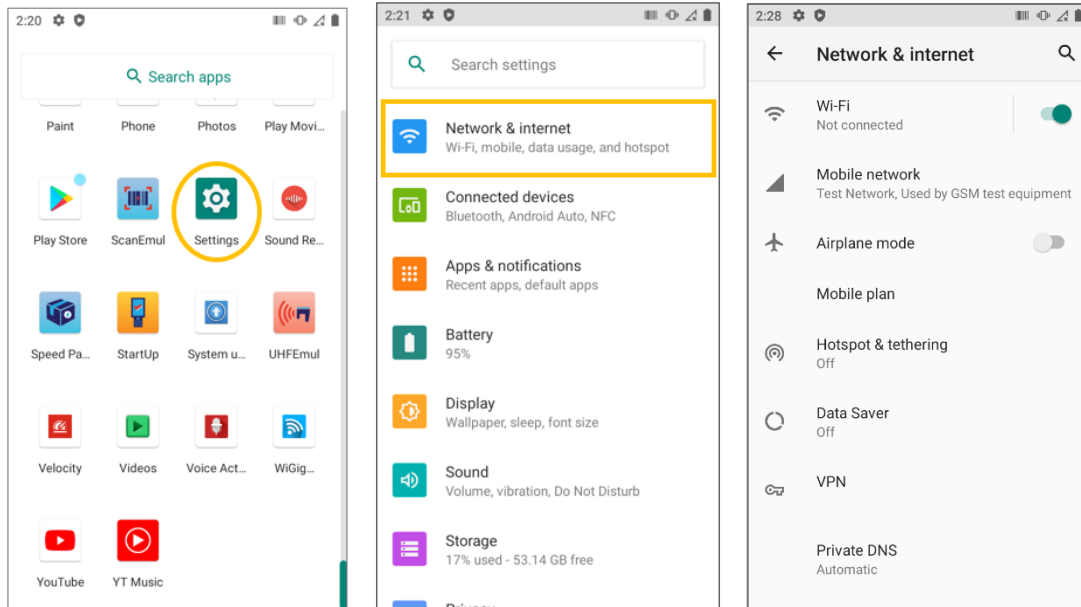 2:20
Search apps
Paint
Phone
Photos
Play Movi...
Play Store
ScanEmul
Settings
Sound Re...
Speed Pa...
StartUp
System u...
UHFEmul
Velocity
Videos
Voice Act...
WiGig...
YouTube
YT Music
2:21
Search settings
Network & internet
Wi-Fi, mobile, data usage, and hotspot
Connected devices
Bluetooth, Android Auto, NFC
Apps & notifications
Recent apps, default apps
Battery
95%
Display
Wallpaper, sleep, font size
Sound
Volume, vibration, Do Not Disturb
Storage
17% used - 53.14 GB free
2:28
Network & internet
Wi-Fi
Not connected
Mobile network
Test Network, Used by GSM test equipment
Airplane mode
Mobile plan
Hotspot & tethering
Off
Data Saver
Off
VPN
Private DNS
Automatic